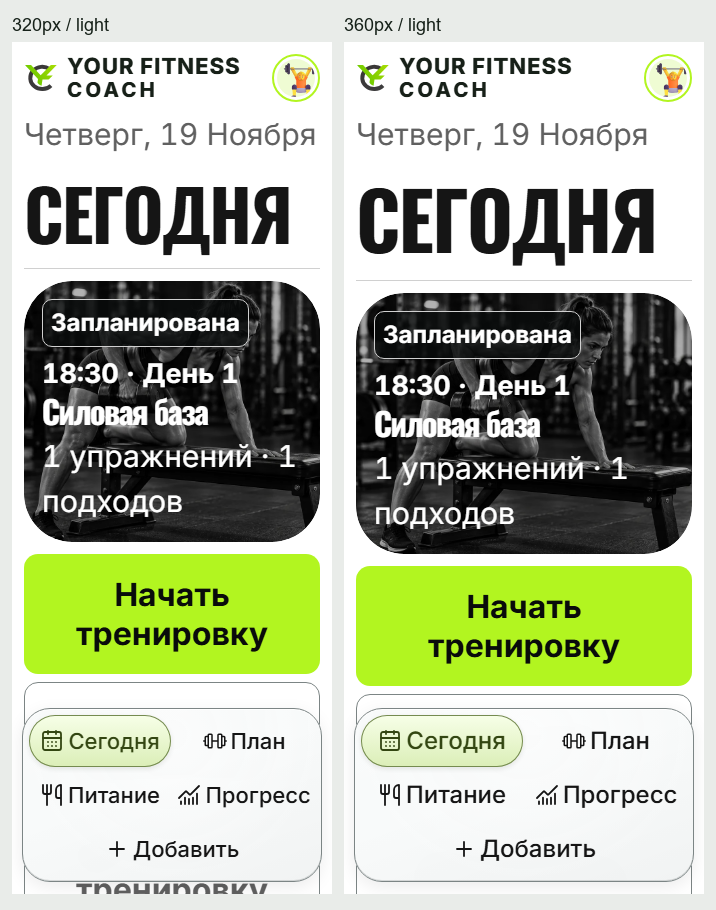 320px / light
YOUR FITNESS
COACH
Четверг, 19 Ноября
СЕГОДНЯ
Запланирована
18:30 · День 1
Силовая база
1 упражнений · 1
подходов
Начать
тренировку
Сегодня
План
Питание
Прогресс
+ Добавить
тренировку
360px / light
YOUR FITNESS
COACH
Четверг, 19 Ноября
СЕГОДНЯ
Запланирована
18:30 · День 1
Силовая база
1 упражнений · 1
подходов
Начать
тренировку
Сегодня
План
Питание
Прогресс
+ Добавить